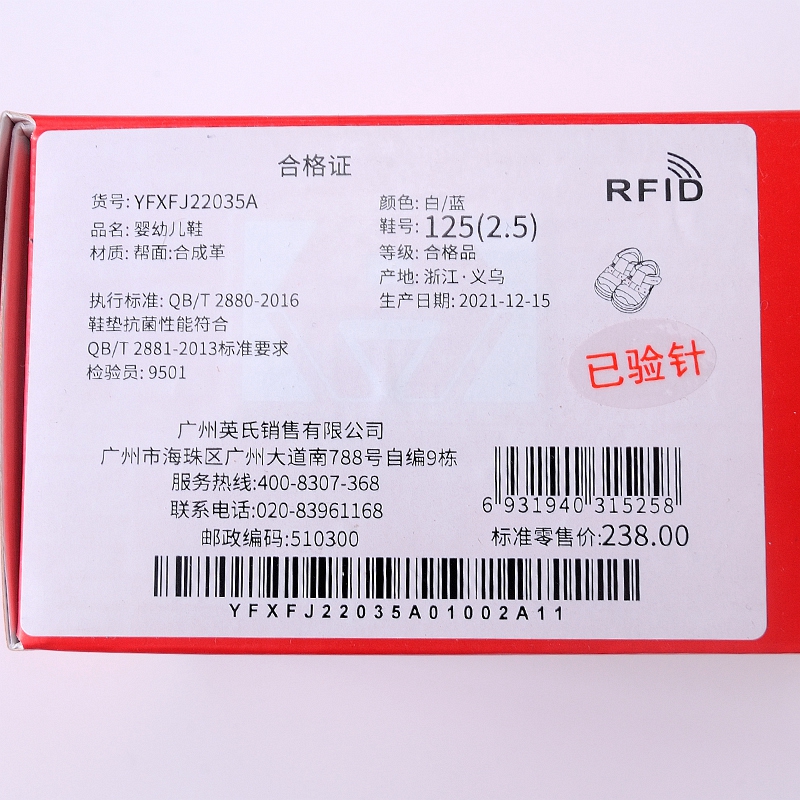 合格证
RFID
货号: YFXFJ22035A
品名: 婴幼儿鞋
材质: 帮面:合成革
颜色: 白/蓝
鞋号: 125(2.5)
等级: 合格品
产地: 浙江·义乌
生产日期: 2021-12-15
执行标准: QB/T 2880-2016
鞋垫抗菌性能符合
QB/T 2881-2013标准要求
检验员: 9501
已验针
广州英氏销售有限公司
广州市海珠区广州大道南788号自编9栋
服务热线:400-8307-368
联系电话:020-83961168
邮政编码:510300
6 931940 315258
标准零售价:238.00
YFXFJ22035A01002A11